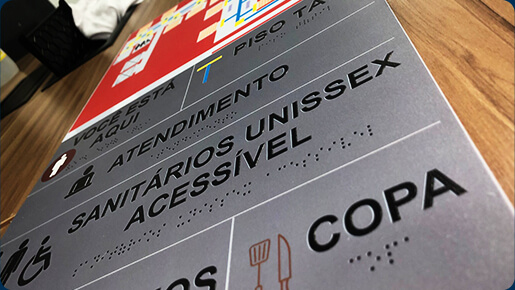 PISO TÁ
VOCÊ ESTÁ
AQUI
ATENDIMENTO
SANITÁRIOS UNISSEX
ACESSÍVEL
COPA